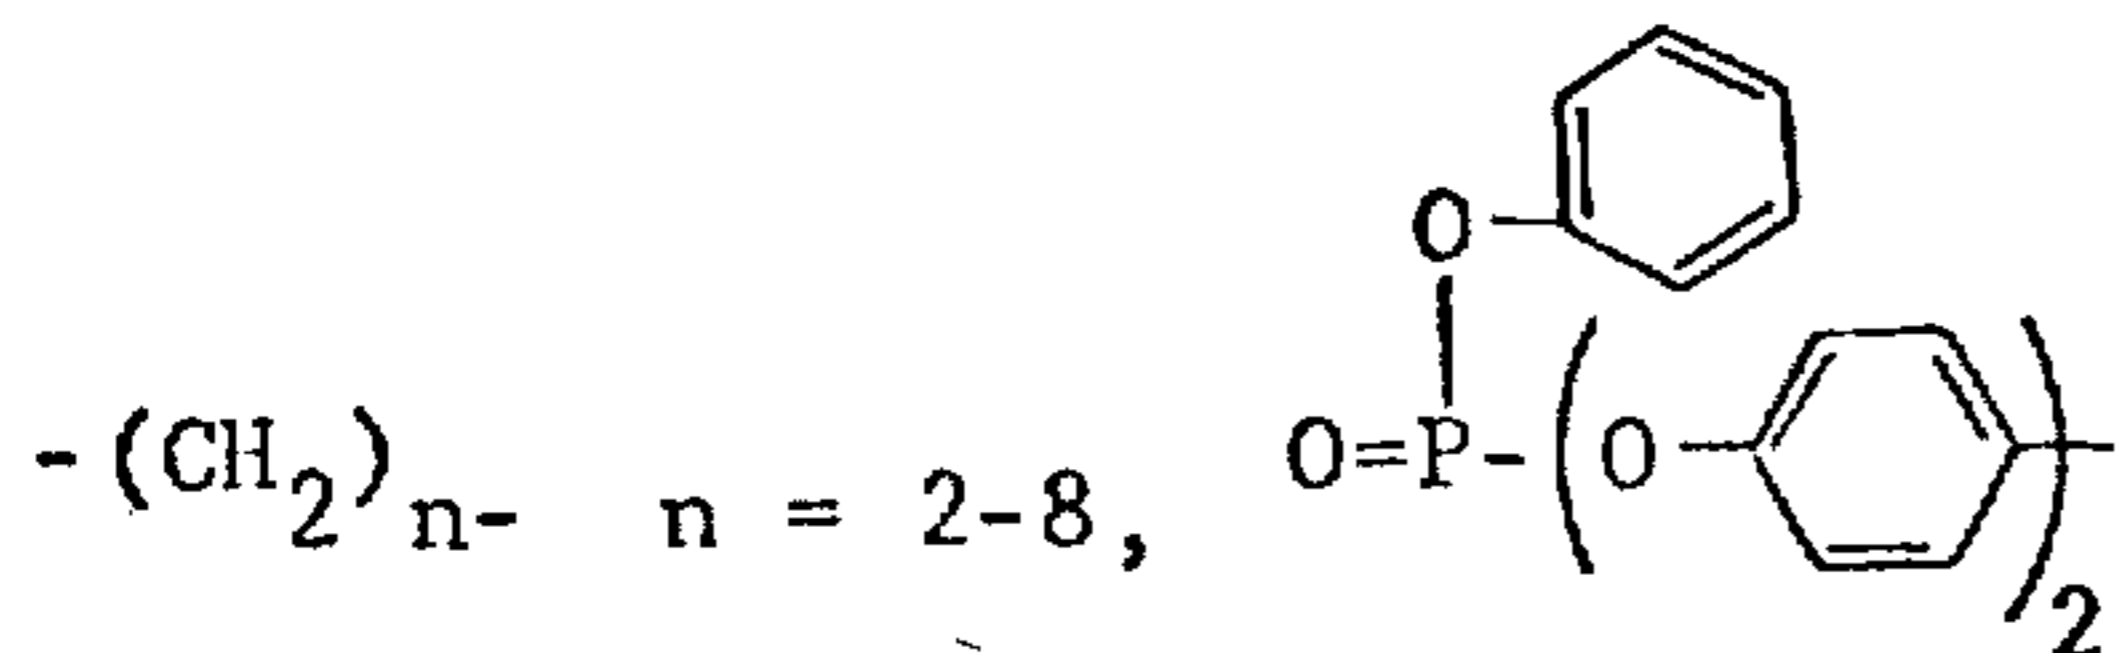 O
-(CH2)n-  n = 2-8,  O=P-(O )2